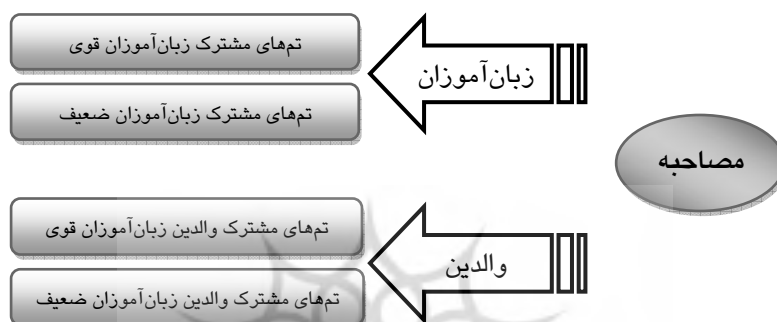 مصاحبه
زبان‌آموزان
تم‌های مشترک زبان‌آموزان قوی
تم‌های مشترک زبان‌آموزان ضعیف
والدین
تم‌های مشترک والدین زبان‌آموزان قوی
تم‌های مشترک والدین زبان‌آموزان ضعیف